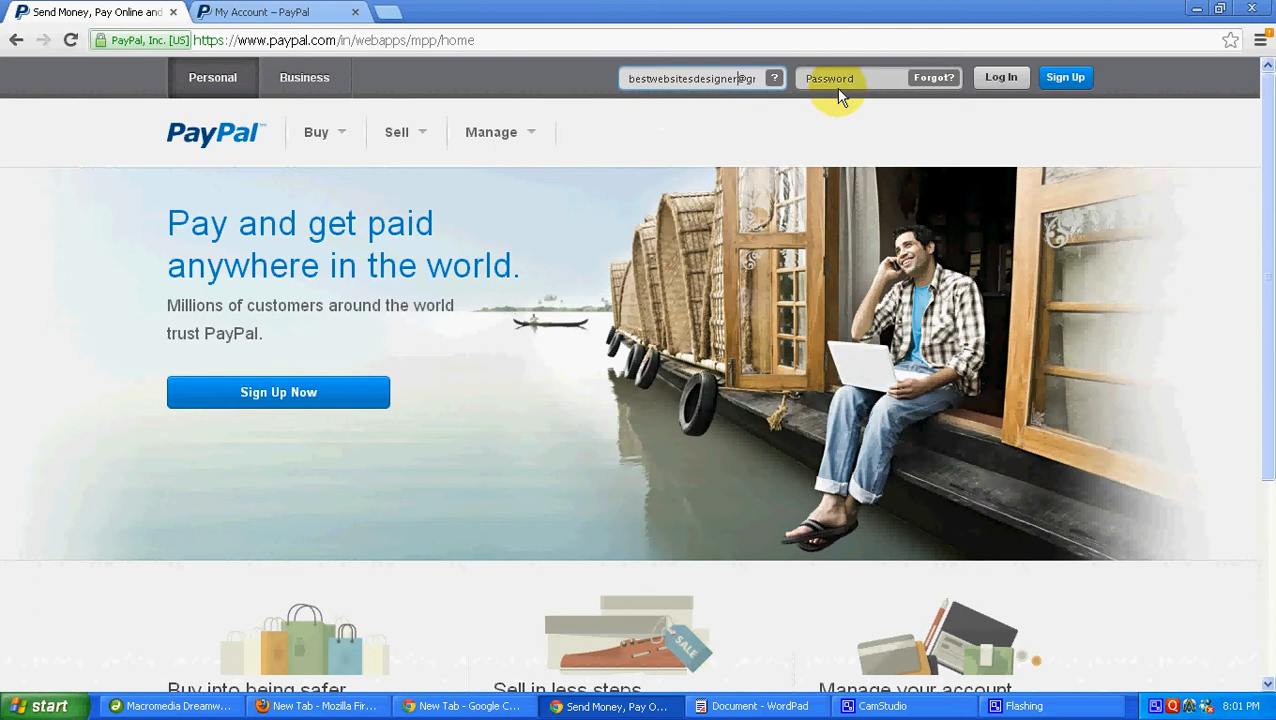 Send Money, Pay Online and
My Account – PayPal
PayPal, Inc. [US]
https://www.paypal.com/in/webapps/mpp/home
Personal
Business
bestwebsitesdesigner@gr
?
Password
Forgot?
Log In
Sign Up
PayPal
Buy
Sell
Manage
Pay and get paid
anywhere in the world.
Millions of customers around the world
trust PayPal.
Sign Up Now
SALE
Buy into being safer
Sell in less steps
Manage your account
start
Macromedia Dreamw...
New Tab - Mozilla Fir...
New Tab - Google C...
Send Money, Pay O...
Document - WordPad
CamStudio
Flashing
8:01 PM